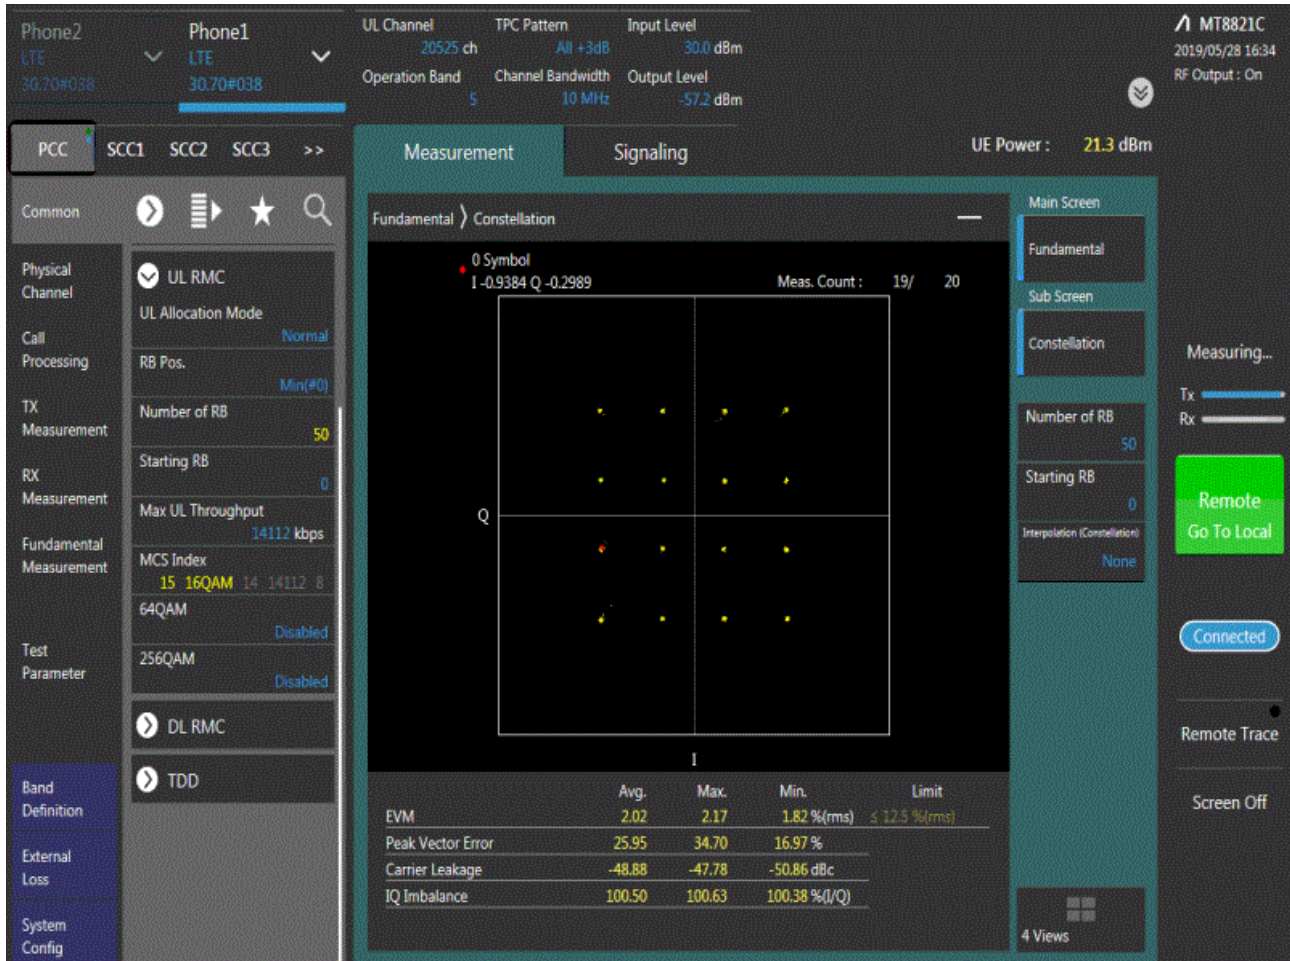 Phone2
LTE
30.70#038
Phone1
LTE
30.70#038
UL Channel
20525 ch
TPC Pattern
All +3dB
Input Level
30.0 dBm
Operation Band
5
Channel Bandwidth
10 MHz
Output Level
-57.2 dBm
MT8821C
2019/05/28 16:34
RF Output : On
PCC SCC1 SCC2 SCC3 >>
Measurement
Signaling
UE Power : 21.3 dBm
Common
Physical
Channel
Call
Processing
TX
Measurement
RX
Measurement
Fundamental
Measurement
Test
Parameter
Band
Definition
External
Loss
System
Config
UL RMC
UL Allocation Mode
Normal
RB Pos.
Min(#0)
Number of RB
50
Starting RB
0
Max UL Throughput
14112 kbps
MCS Index
15 16QAM 14 14112 8
64QAM
Disabled
256QAM
Disabled
DL RMC
TDD
Fundamental 〉 Constellation
0 Symbol
I -0.9384 Q -0.2989
Meas. Count : 19/ 20
Q
I
Avg. Max. Min. Limit
EVM 2.02 2.17 1.82 %(rms) ≤ 12.5 %(rms)
Peak Vector Error 25.95 34.70 16.97 %
Carrier Leakage -48.88 -47.78 -50.86 dBc
IQ Imbalance 100.50 100.63 100.38 %(I/Q)
Main Screen
Fundamental
Sub Screen
Constellation
Number of RB
50
Starting RB
0
Interpolation (Constellation)
None
4 Views
Measuring...
Tx
Rx
Remote
Go To Local
Connected
Remote Trace
Screen Off